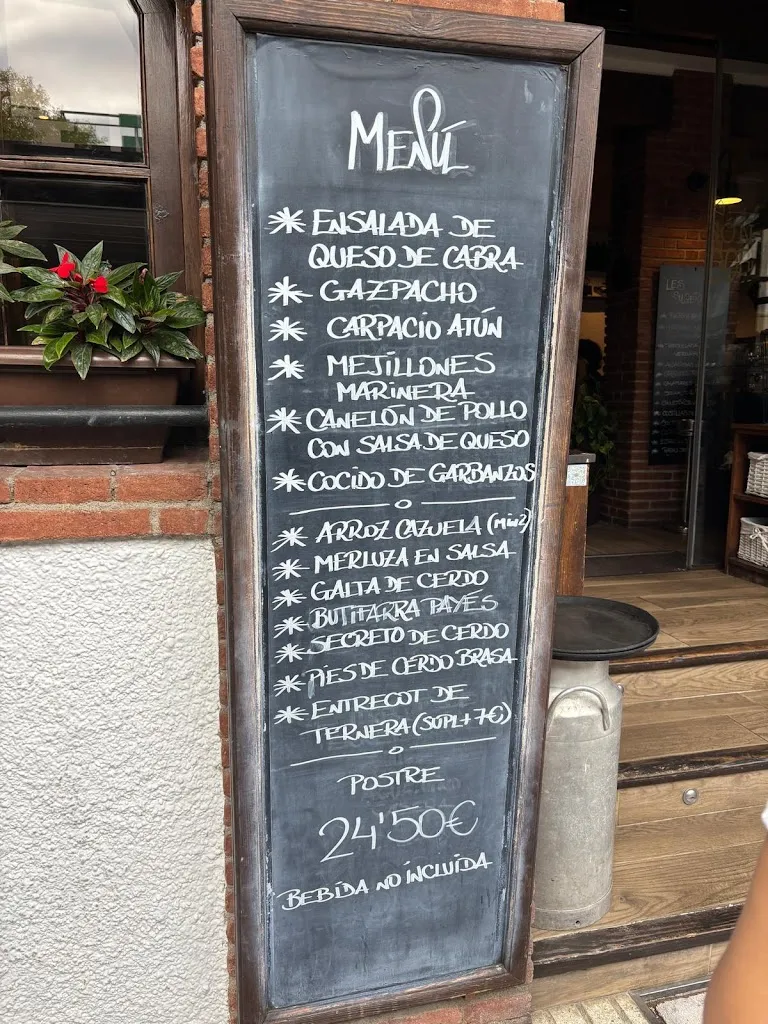 MENÚ
* ENSALADA DE
QUESO DE CABRA
* GAZPACHO
* CARPACIO ATÚN
* MEJILLONES
MARINERA
* CANELÓN DE POLLO
CON SALSA DE QUESO
* COCIDO DE GARBANZOS
* ARROZ CAZUELA (MIN2)
* MERLUZA EN SALSA
* GALTA DE CERDO
* BUTIFARRA PAYÉS
* SECRETO DE CERDO
* PIES DE CERDO BRASA
* ENTRECOT DE
TERNERA (SUPL+ 7€)
POSTRE
24'50€
BEBIDA NO INCLUÍDA